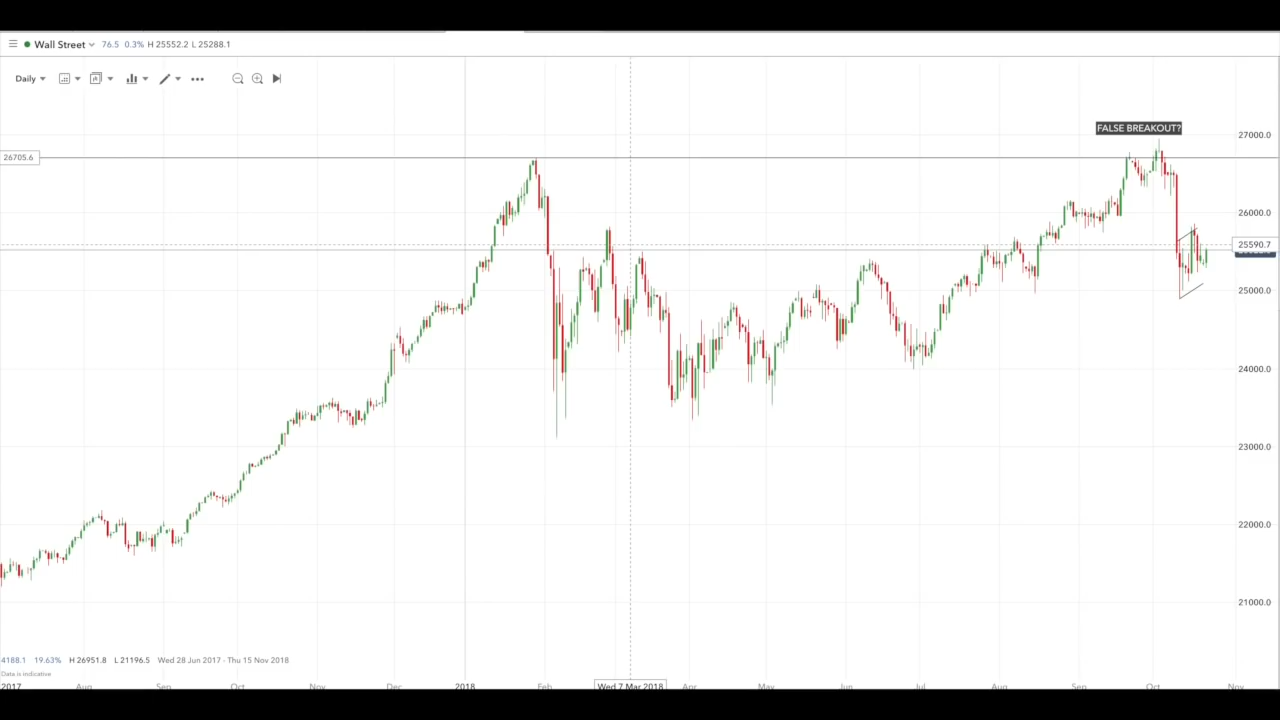 Wall Street 76.5 0.3% H 25552.2 L 25288.1
Daily
FALSE BREAKOUT?
27000.0
26705.6
26000.0
25590.7
25000.0
24000.0
23000.0
22000.0
21000.0
4188.1 19.63% H 26951.8 L 21196.5 Wed 28 Jun 2017 - Thu 15 Nov 2018
Data is indicative
2017 Aug Sep Oct Nov Dec 2018 Feb Wed 7 Mar 2018 Apr May Jun Jul Aug Sep Oct Nov